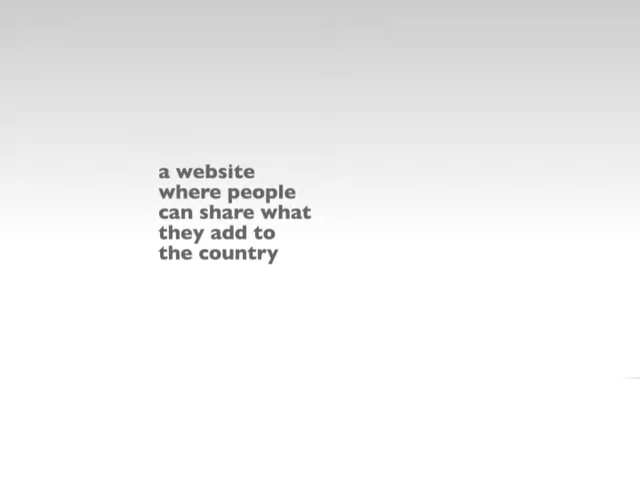 a website
where people
can share what
they add to
the country